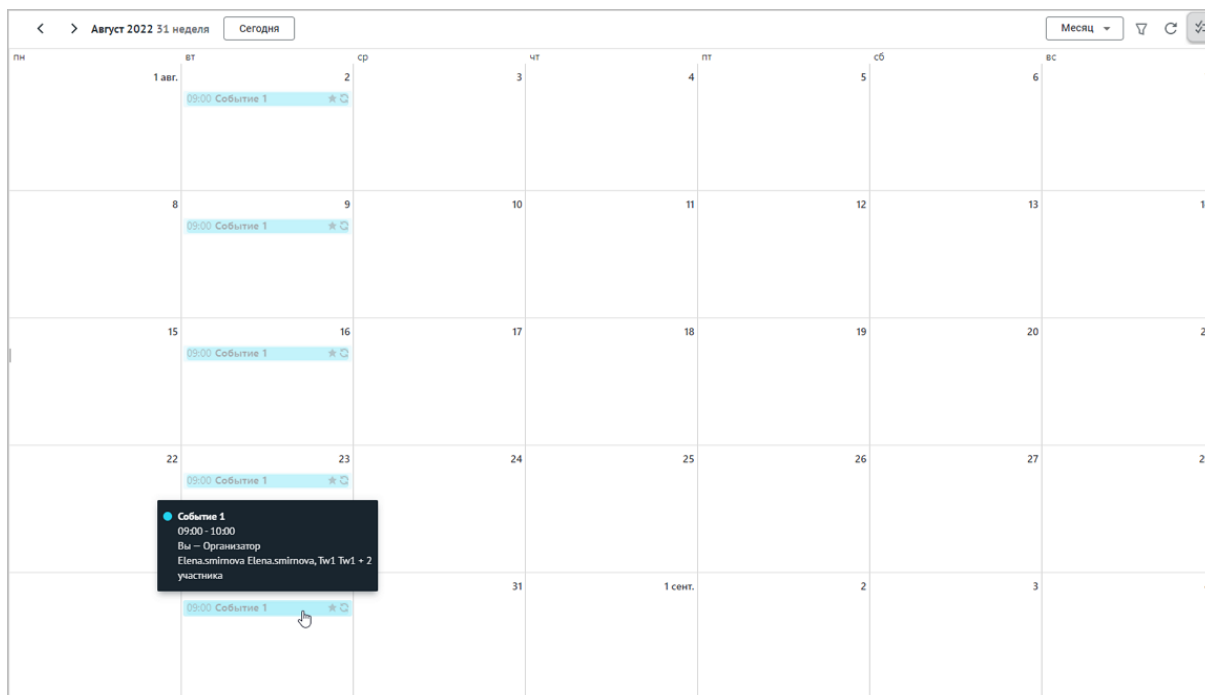 Август 2022 31 неделя Сегодня Месяц
пн вт ср чт пт сб вс
1 авг. 2 3 4 5 6
09:00 Событие 1
8 9 10 11 12 13
09:00 Событие 1
15 16 17 18 19 20
09:00 Событие 1
22 23 24 25 26 27
09:00 Событие 1
Событие 1
09:00 - 10:00
Вы — Организатор
Elena.smirnova Elena.smirnova, Tw1 Tw1 + 2
участника
31 1 сент. 2 3
09:00 Событие 1